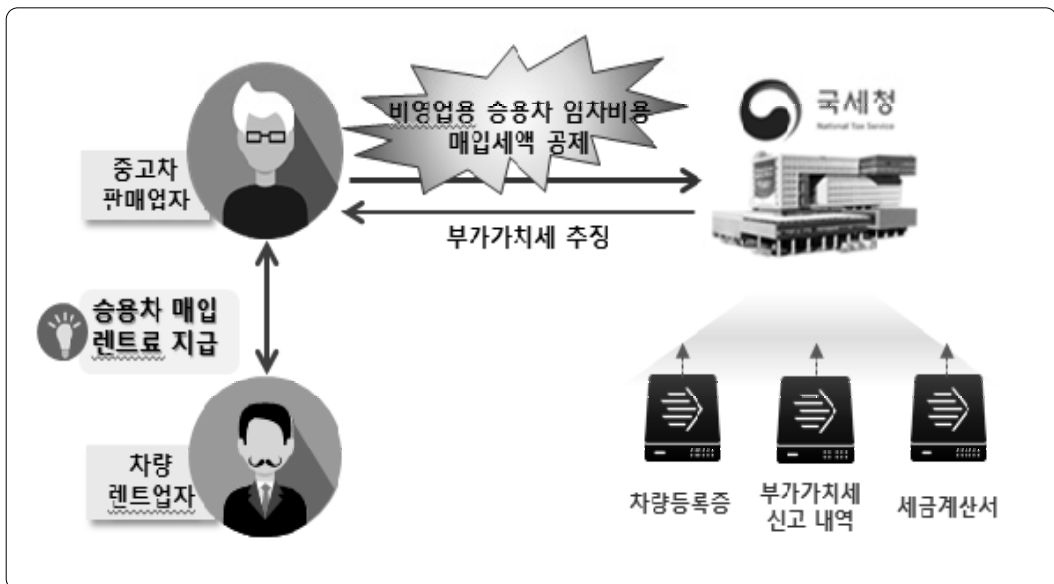 비영업용 승용차 임차비용
매입세액 공제
국세청
National Tax Service
중고차
판매업자
부가가치세 추징
승용차 매입
렌트료 지급
차량
렌트업자
차량등록증
부가가치세
신고 내역
세금계산서